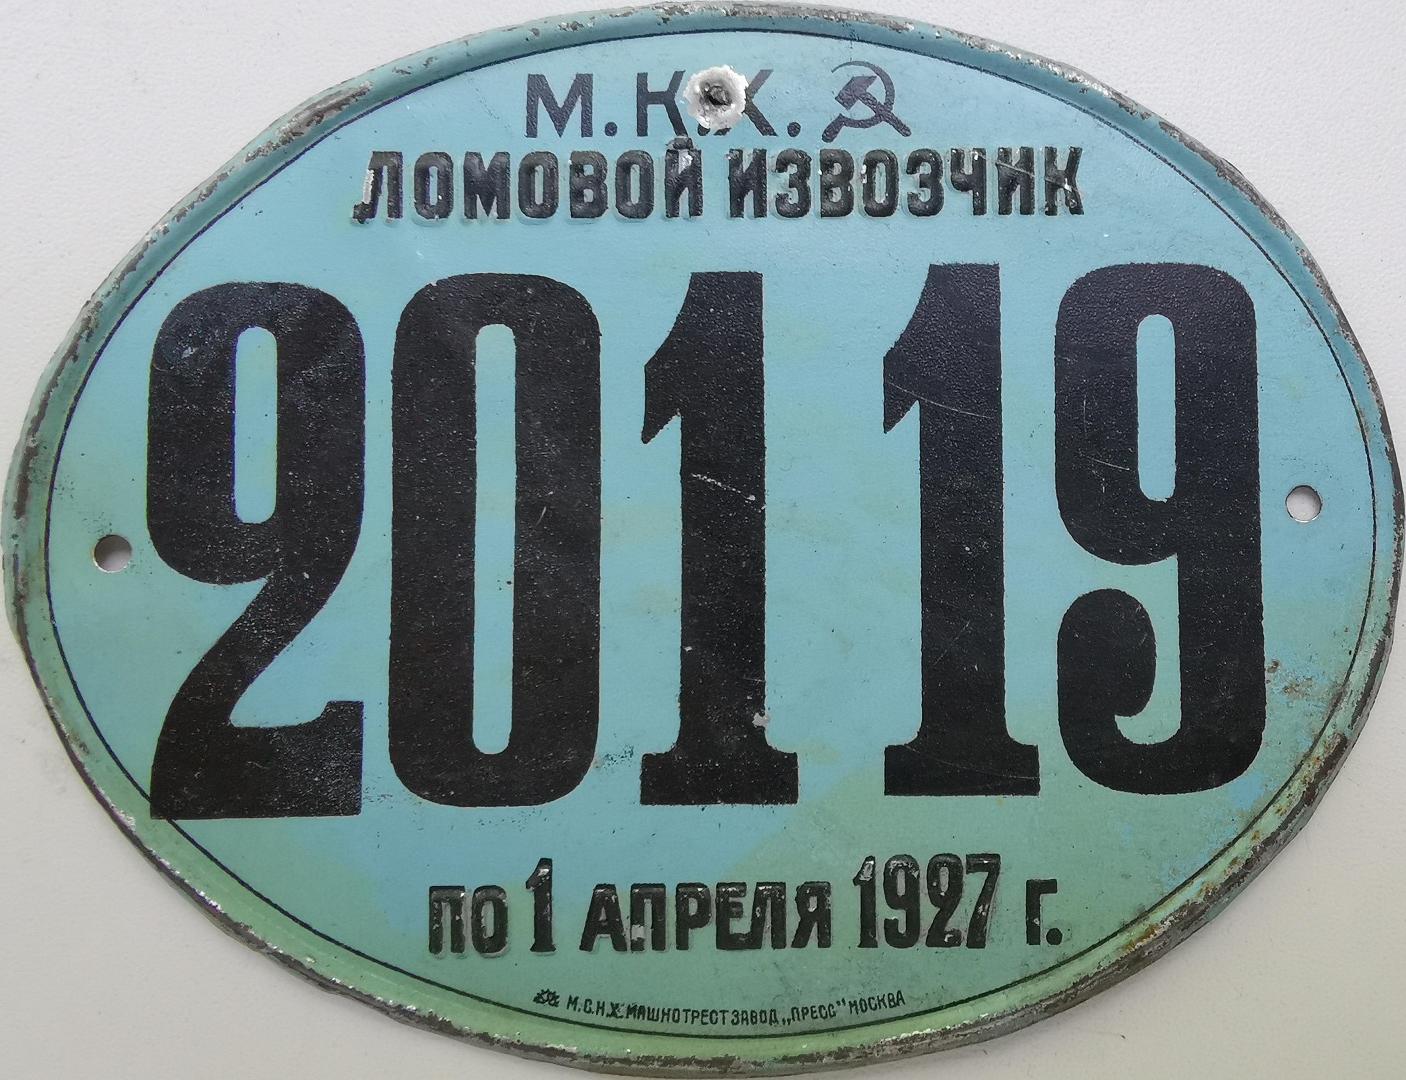 М.К.Х.
ЛОМОВОЙ ИЗВОЗЧИК
20119
ПО 1 АПРЕЛЯ 1927 Г.
М.С.Н.Х. МАШНОТРЕСТ ЗАВОД „ПРЕСС" МОСКВА